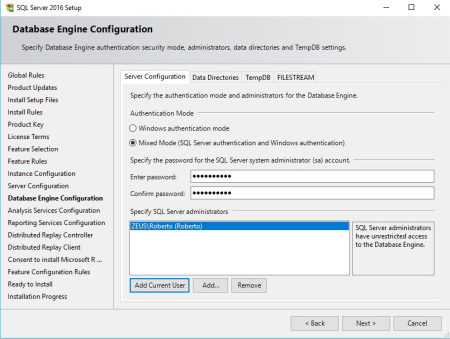 SQL Server 2016 Setup
Database Engine Configuration
Specify Database Engine authentication security mode, administrators, data directories and TempDB settings.
Global Rules
Product Updates
Install Setup Files
Install Rules
Product Key
License Terms
Feature Selection
Feature Rules
Instance Configuration
Server Configuration
Database Engine Configuration
Analysis Services Configuration
Reporting Services Configuration
Distributed Replay Controller
Distributed Replay Client
Consent to install Microsoft R ...
Feature Configuration Rules
Ready to Install
Installation Progress
Server Configuration Data Directories TempDB FILESTREAM
Specify the authentication mode and administrators for the Database Engine.
Authentication Mode
Windows authentication mode
Mixed Mode (SQL Server authentication and Windows authentication)
Specify the password for the SQL Server system administrator (sa) account.
Enter password: ●●●●●●●●●●
Confirm password: ●●●●●●●●●●
Specify SQL Server administrators
ZEUS\Roberto (Roberto)
SQL Server administrators
have unrestricted access
to the Database Engine.
Add Current User Add... Remove
< Back Next > Cancel